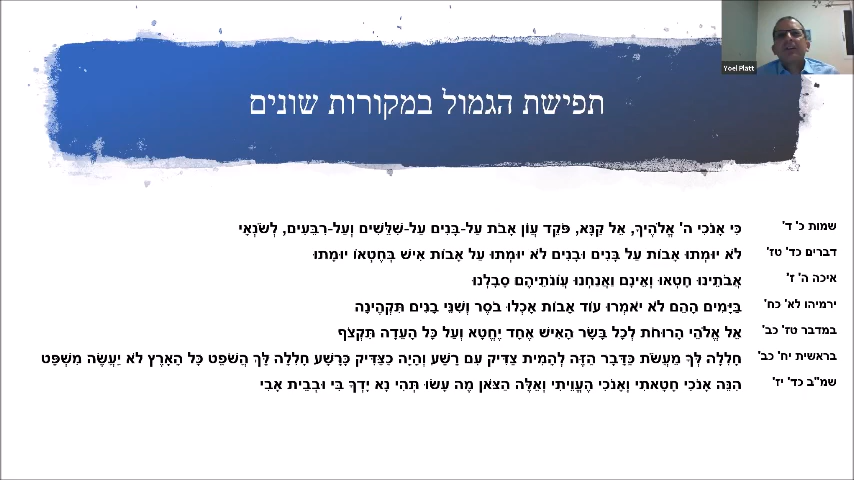 Yoel Platt
תפישת הגמול במקורות שונים
שמות כ' ד' כִּי אָנֹכִי ה' אֱלֹהֶיךָ, אֵל קַנָּא, פֹּקֵד עֲוֺן אָבֹת עַל-בָּנִים עַל-שִׁלֵּשִׁים וְעַל-רִבֵּעִים, לְשֹׂנְאָי
דברים כד' טז' לֹא יוּמְתוּ אָבוֹת עַל בָּנִים וּבָנִים לֹא יוּמְתוּ עַל אָבוֹת אִישׁ בְּחֶטְאוֹ יוּמָתוּ
איכה ה' ז' אֲבֹתֵינוּ חָטְאוּ וְאֵינָם וַאֲנַחְנוּ עֲוֺנֹתֵיהֶם סָבָלְנוּ
ירמיהו לא' כח' בַּיָּמִים הָהֵם לֹא יֹאמְרוּ עוֹד אָבוֹת אָכְלוּ בֹסֶר וְשִׁנֵּי בָנִים תִּקְהֶינָה
במדבר טז' כב' אֵל אֱלֹהֵי הָרוּחֹת לְכָל בָּשָׂר הָאִישׁ אֶחָד יֶחֱטָא וְעַל כָּל הָעֵדָה תִּקְצֹף
בראשית יח' כב' חָלִלָה לְּךָ מֵעֲשֹׂת כַּדָּבָר הַזֶּה לְהָמִית צַדִּיק עִם רָשָׁע וְהָיָה כַצַּדִּיק כָּרָשָׁע חָלִלָה לָּךְ הֲשֹׁפֵט כָּל הָאָרֶץ לֹא יַעֲשֶׂה מִשְׁפָּט
שמ"ב כד' יז' הִנֵּה אָנֹכִי חָטָאתִי וְאָנֹכִי הֶעֱוֵיתִי וְאֵלֶּה הַצֹּאן מֶה עָשׂוּ תְּהִי נָא יָדְךָ בִּי וּבְבֵית אָבִי